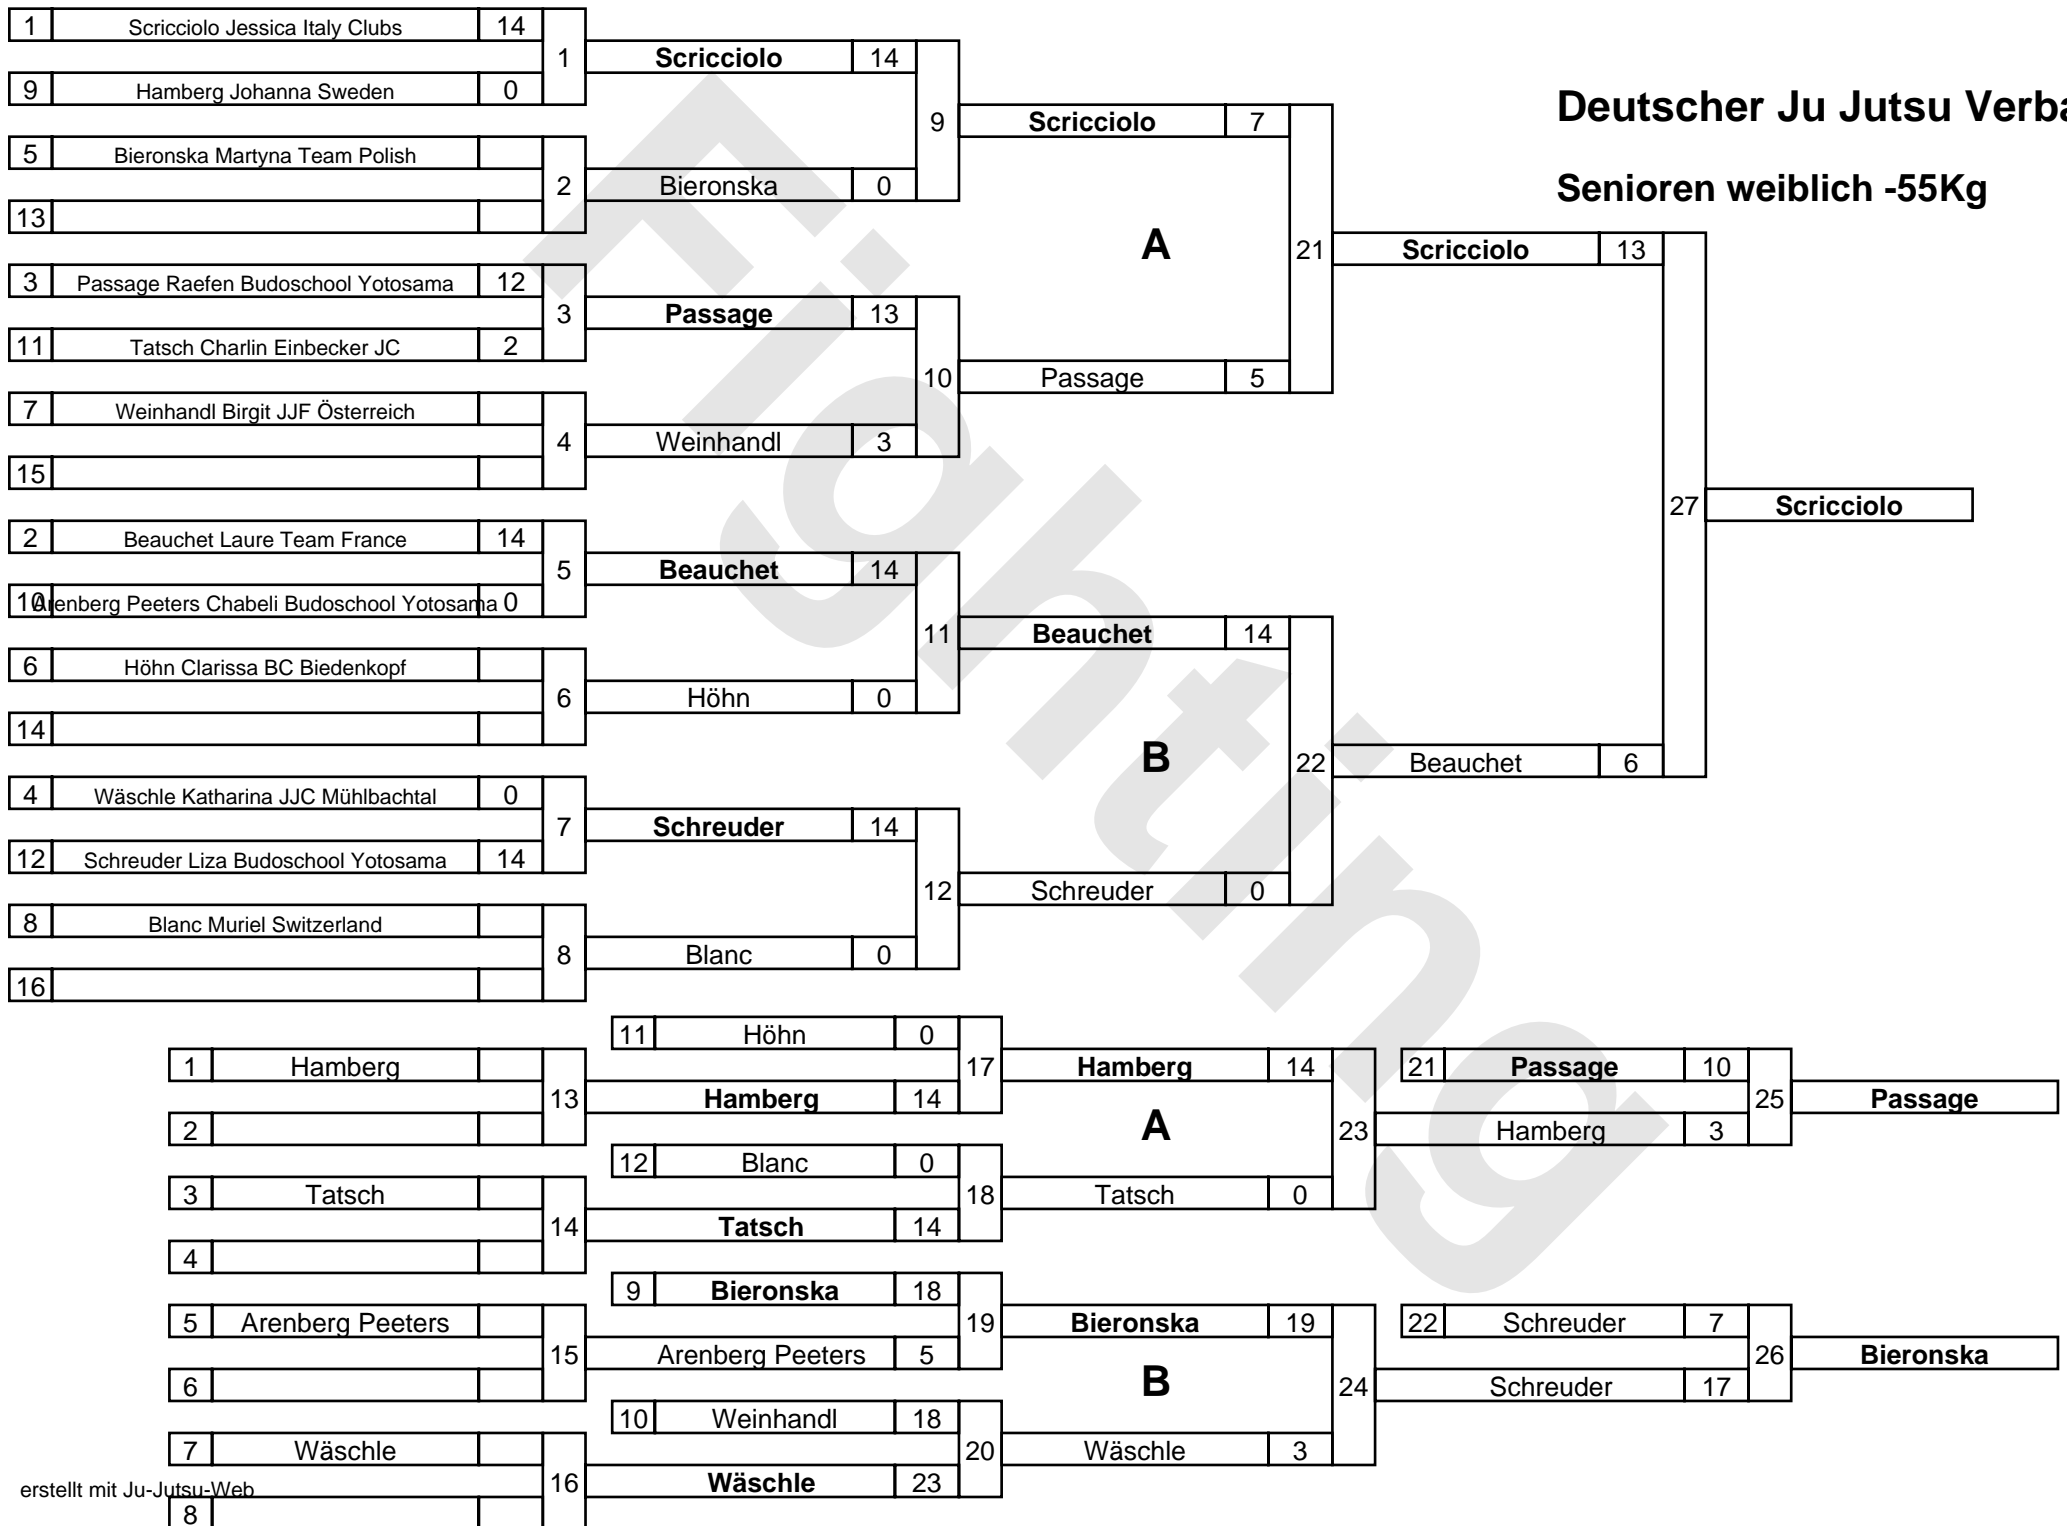 Deutscher Ju Jutsu Verba
Senioren weiblich -55Kg
1 Scricciolo Jessica Italy Clubs 14
9 Hamberg Johanna Sweden 0
5 Bieronska Martyna Team Polish
13
3 Passage Raefen Budoschool Yotosama 12
11 Tatsch Charlin Einbecker JC 2
7 Weinhandl Birgit JJF Österreich
15
2 Beauchet Laure Team France 14
10 Arenberg Peeters Chabeli Budoschool Yotosama 0
6 Höhn Clarissa BC Biedenkopf
14
4 Wäschle Katharina JJC Mühlbachtal 0
12 Schreuder Liza Budoschool Yotosama 14
8 Blanc Muriel Switzerland
16
1 Scricciolo 14
2 Bieronska 0
3 Passage 13
4 Weinhandl 3
5 Beauchet 14
6 Höhn 0
7 Schreuder 14
8 Blanc 0
9 Scricciolo 7
A
10 Passage 5
11 Beauchet 14
B
12 Schreuder 0
21 Scricciolo 13
22 Beauchet 6
27 Scricciolo
1 Hamberg
2
3 Tatsch
4
5 Arenberg Peeters
6
7 Wäschle
8
11 Höhn 0
13 Hamberg 14
12 Blanc 0
14 Tatsch 14
9 Bieronska 18
15 Arenberg Peeters 5
10 Weinhandl 18
16 Wäschle 23
17 Hamberg 14
A
18 Tatsch 0
19 Bieronska 19
B
20 Wäschle 3
21 Passage 10
23 Hamberg 3
22 Schreuder 7
24 Schreuder 17
25 Passage
26 Bieronska
erstellt mit Ju-Jutsu-Web
Fighting